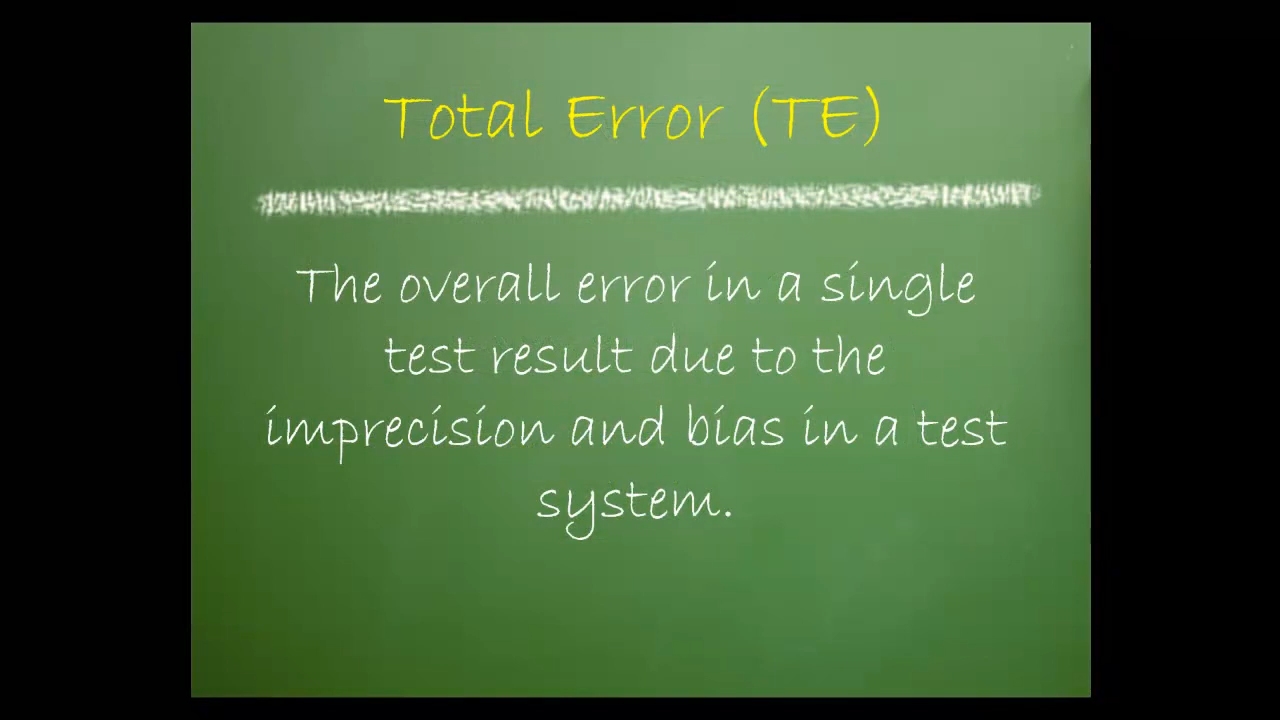 Total Error (TE)
The overall error in a single
test result due to the
imprecision and bias in a test
system.